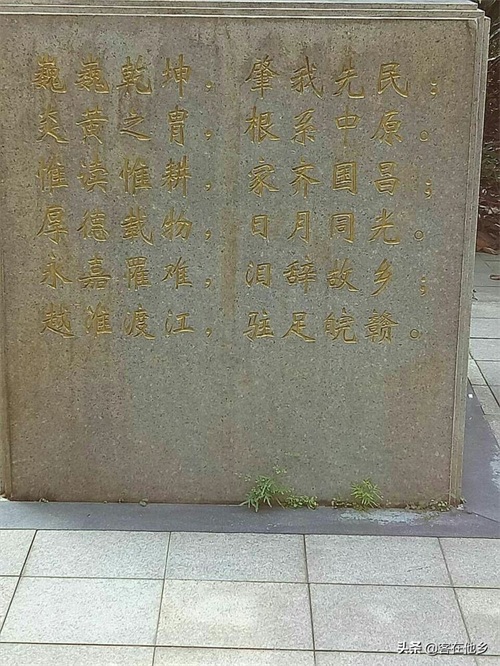 巍巍乾坤，肇我先民；
炎黄之胄，根系中原。
惟读惟耕，家齐国昌；
厚德载物，日月同光。
永嘉罹难，泪辞故乡；
越淮渡江，驻足皖赣。
头条 @客在他乡